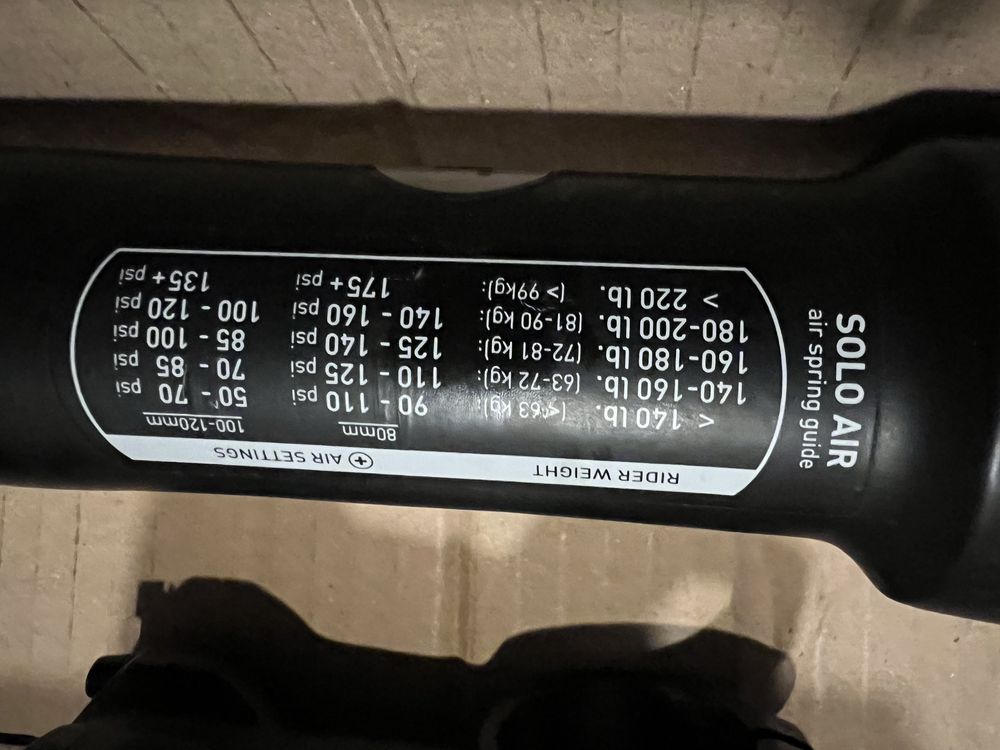 SOLO AIR
air spring guide
RIDER WEIGHT + AIR SETTINGS
80mm 100-120mm
< 140 lb. (< 63 kg): 90 - 110 psi 50 - 70 psi
140-160 lb. (63-72 kg): 110 - 125 psi 70 - 85 psi
160-180 lb. (72-81 kg): 125 - 140 psi 85 - 100 psi
180-200 lb. (81-90 kg): 140 - 160 psi 100 - 120 psi
> 220 lb. (> 99kg): 175+ psi 135+ psi